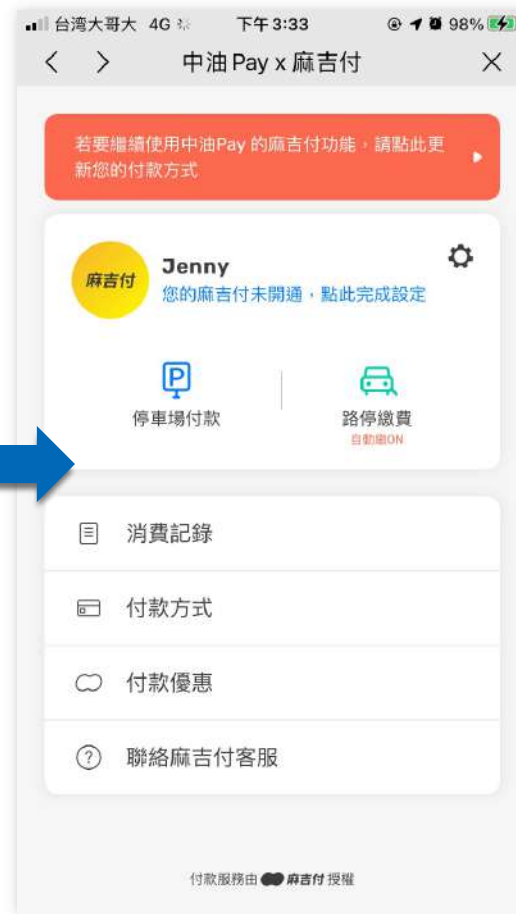 台湾大哥大 4G 下午3:33 98%
中油 Pay x 麻吉付
若要繼續使用中油Pay 的麻吉付功能，請點此更
新您的付款方式
麻吉付
Jenny
您的麻吉付未開通，點此完成設定
停車場付款
路停繳費
自動繳ON
消費記錄
付款方式
付款優惠
聯絡麻吉付客服
付款服務由 麻吉付 授權